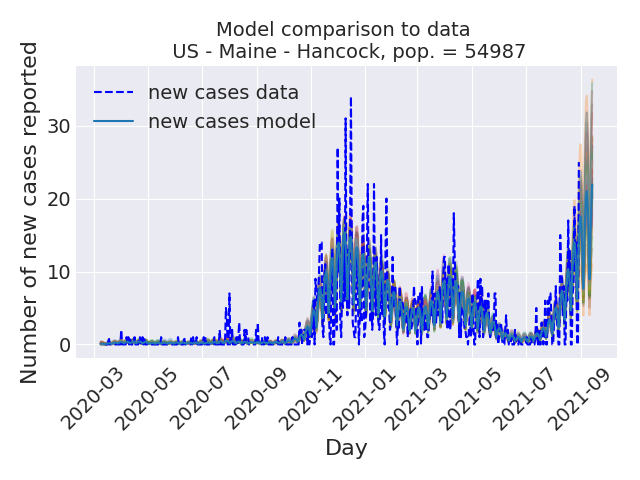 Model comparison to data
US - Maine - Hancock, pop. = 54987
Number of new cases reported
new cases data
new cases model
30
20
10
0
2020-03
2020-05
2020-07
2020-09
2020-11
2021-01
2021-03
2021-05
2021-07
2021-09
Day